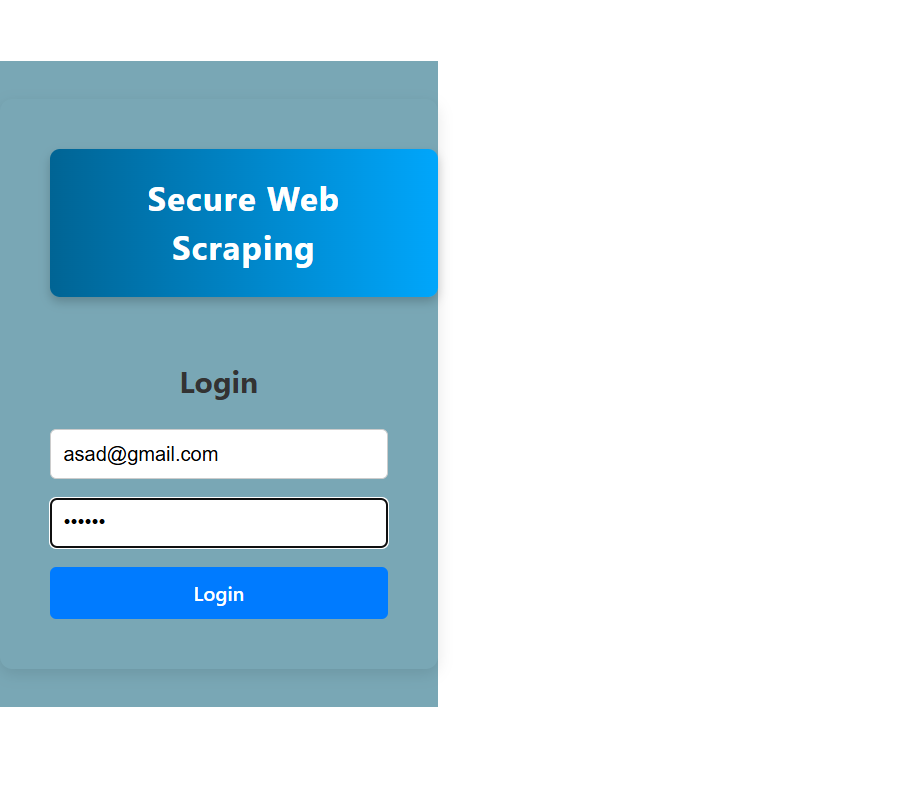 Secure Web
Scraping
Login
asad@gmail.com
••••••
Login